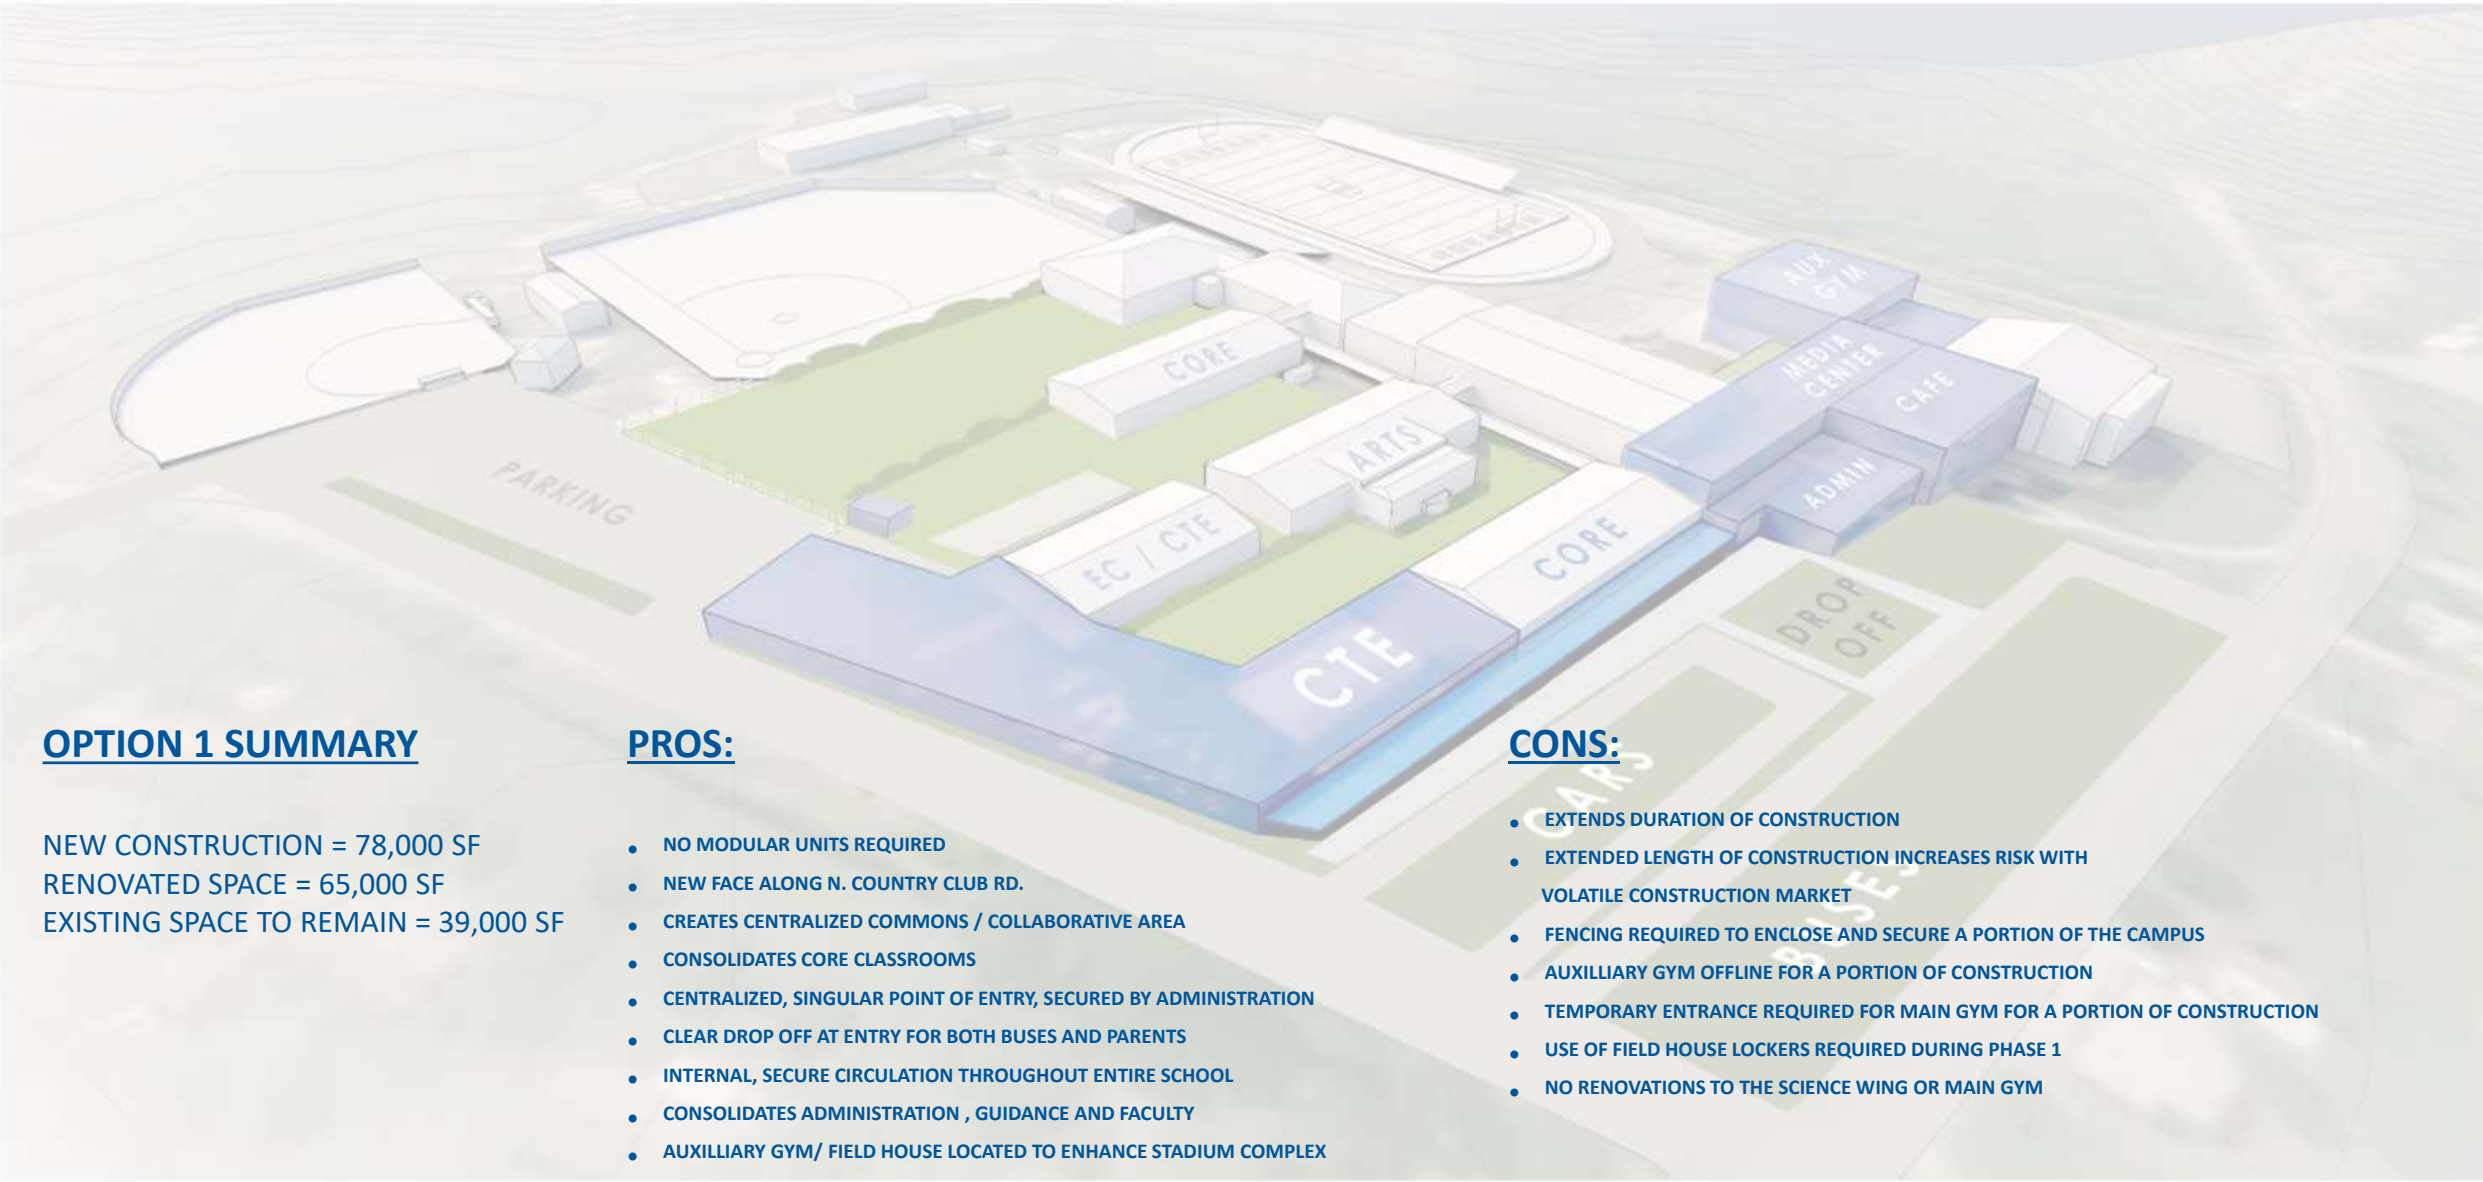 AUX
GYM
MEDIA
CENTER
CAFE
CORE
ARTS
ADMIN
PARKING
EC / CTE
CORE
DROP
OFF
CTE
CARS
BUSES
OPTION 1 SUMMARY
NEW CONSTRUCTION = 78,000 SF
RENOVATED SPACE = 65,000 SF
EXISTING SPACE TO REMAIN = 39,000 SF
PROS:
• NO MODULAR UNITS REQUIRED
• NEW FACE ALONG N. COUNTRY CLUB RD.
• CREATES CENTRALIZED COMMONS / COLLABORATIVE AREA
• CONSOLIDATES CORE CLASSROOMS
• CENTRALIZED, SINGULAR POINT OF ENTRY, SECURED BY ADMINISTRATION
• CLEAR DROP OFF AT ENTRY FOR BOTH BUSES AND PARENTS
• INTERNAL, SECURE CIRCULATION THROUGHOUT ENTIRE SCHOOL
• CONSOLIDATES ADMINISTRATION , GUIDANCE AND FACULTY
• AUXILLIARY GYM/ FIELD HOUSE LOCATED TO ENHANCE STADIUM COMPLEX
CONS:
• EXTENDS DURATION OF CONSTRUCTION
• EXTENDED LENGTH OF CONSTRUCTION INCREASES RISK WITH
VOLATILE CONSTRUCTION MARKET
• FENCING REQUIRED TO ENCLOSE AND SECURE A PORTION OF THE CAMPUS
• AUXILLIARY GYM OFFLINE FOR A PORTION OF CONSTRUCTION
• TEMPORARY ENTRANCE REQUIRED FOR MAIN GYM FOR A PORTION OF CONSTRUCTION
• USE OF FIELD HOUSE LOCKERS REQUIRED DURING PHASE 1
• NO RENOVATIONS TO THE SCIENCE WING OR MAIN GYM